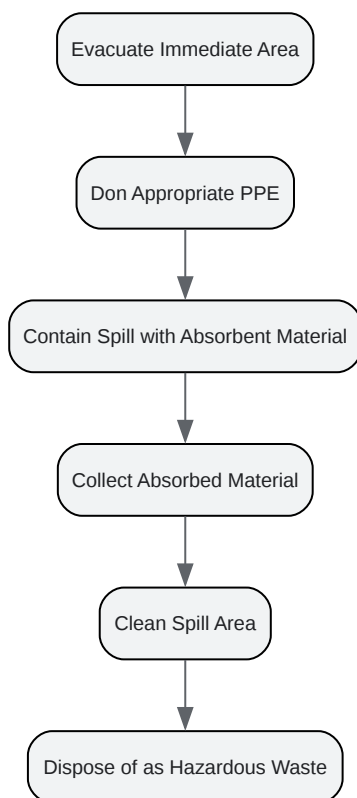 Evacuate Immediate Area
Don Appropriate PPE
Contain Spill with Absorbent Material
Collect Absorbed Material
Clean Spill Area
Dispose of as Hazardous Waste